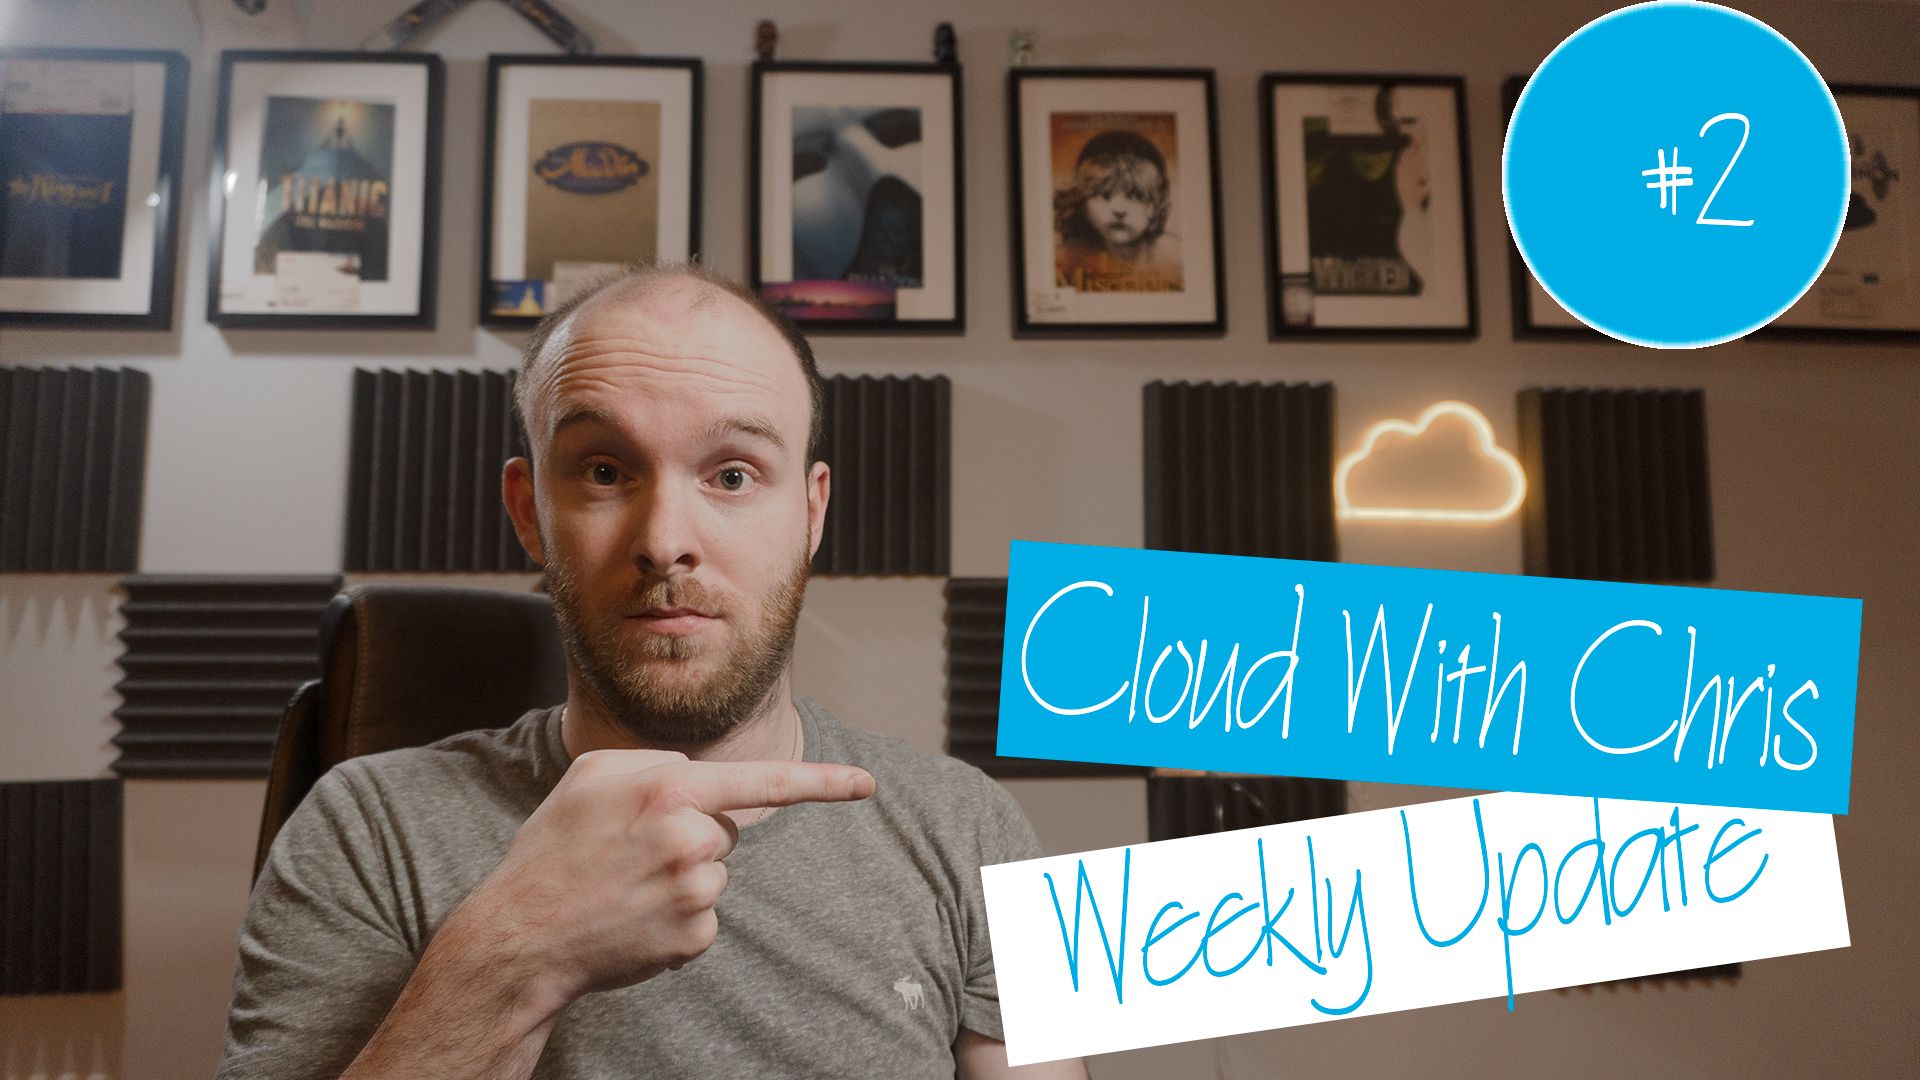 The King and I
TITANIC
THE MUSICAL
Aladdin
Les
Misérables
WICKED
#2
Cloud With Chris
Weekly Update